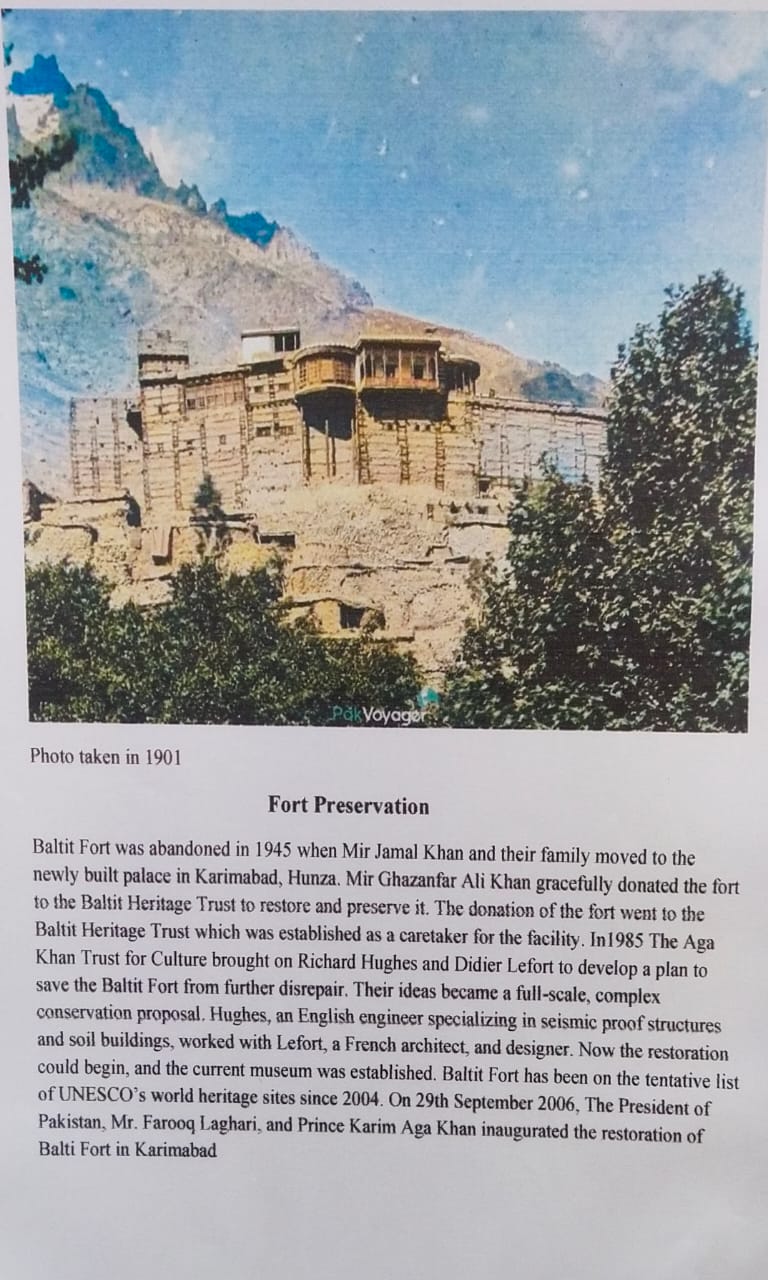 PakVoyager
Photo taken in 1901
Fort Preservation
Baltit Fort was abandoned in 1945 when Mir Jamal Khan and their family moved to the
newly built palace in Karimabad, Hunza. Mir Ghazanfar Ali Khan gracefully donated the fort
to the Baltit Heritage Trust to restore and preserve it. The donation of the fort went to the
Baltit Heritage Trust which was established as a caretaker for the facility. In1985 The Aga
Khan Trust for Culture brought on Richard Hughes and Didier Lefort to develop a plan to
save the Baltit Fort from further disrepair. Their ideas became a full-scale, complex
conservation proposal. Hughes, an English engineer specializing in seismic proof structures
and soil buildings, worked with Lefort, a French architect, and designer. Now the restoration
could begin, and the current museum was established. Baltit Fort has been on the tentative list
of UNESCO's world heritage sites since 2004. On 29th September 2006, The President of
Pakistan, Mr. Farooq Laghari, and Prince Karim Aga Khan inaugurated the restoration of
Balti Fort in Karimabad